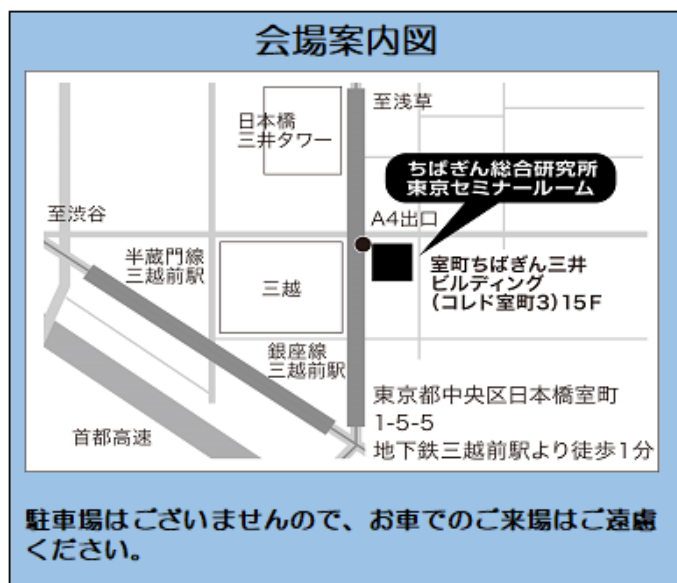 会場案内図
至浅草
日本橋
三井タワー
ちばぎん総合研究所
東京セミナールーム
至渋谷
A4出口
半蔵門線
三越前駅
三越
室町ちばぎん三井
ビルディング
(コレド室町3)15F
銀座線
三越前駅
東京都中央区日本橋室町
1-5-5
地下鉄三越前駅より徒歩1分
首都高速
駐車場はございませんので、お車でのご来場はご遠慮
ください。